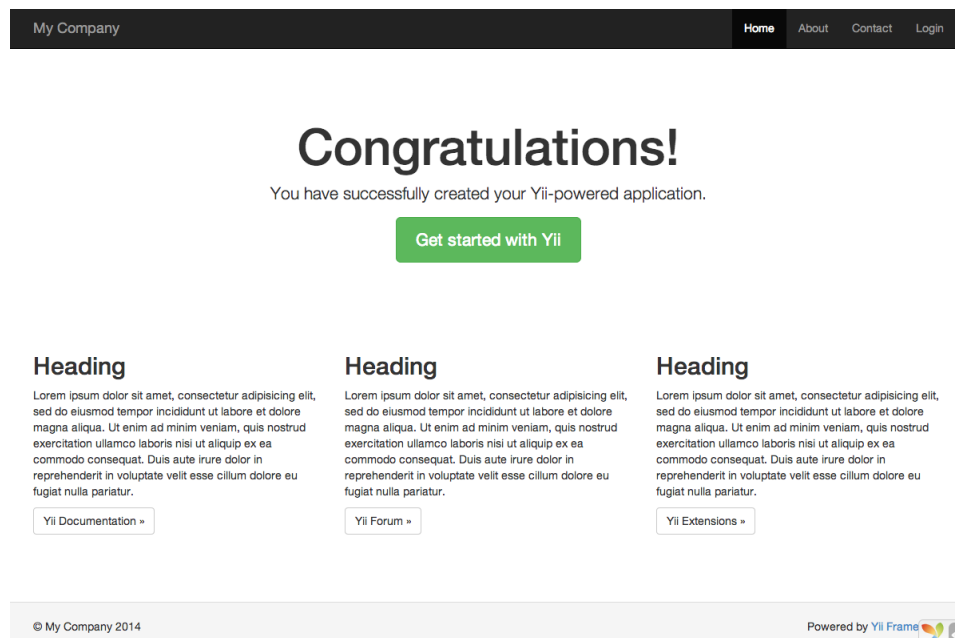 My Company
Home About Contact Login
Congratulations!
You have successfully created your Yii-powered application.
Get started with Yii
Heading
Lorem ipsum dolor sit amet, consectetur adipisicing elit,
sed do eiusmod tempor incididunt ut labore et dolore
magna aliqua. Ut enim ad minim veniam, quis nostrud
exercitation ullamco laboris nisi ut aliquip ex ea
commodo consequat. Duis aute irure dolor in
reprehenderit in voluptate velit esse cillum dolore eu
fugiat nulla pariatur.
Yii Documentation »
Heading
Lorem ipsum dolor sit amet, consectetur adipisicing elit,
sed do eiusmod tempor incididunt ut labore et dolore
magna aliqua. Ut enim ad minim veniam, quis nostrud
exercitation ullamco laboris nisi ut aliquip ex ea
commodo consequat. Duis aute irure dolor in
reprehenderit in voluptate velit esse cillum dolore eu
fugiat nulla pariatur.
Yii Forum »
Heading
Lorem ipsum dolor sit amet, consectetur adipisicing elit,
sed do eiusmod tempor incididunt ut labore et dolore
magna aliqua. Ut enim ad minim veniam, quis nostrud
exercitation ullamco laboris nisi ut aliquip ex ea
commodo consequat. Duis aute irure dolor in
reprehenderit in voluptate velit esse cillum dolore eu
fugiat nulla pariatur.
Yii Extensions »
© My Company 2014
Powered by Yii Frame